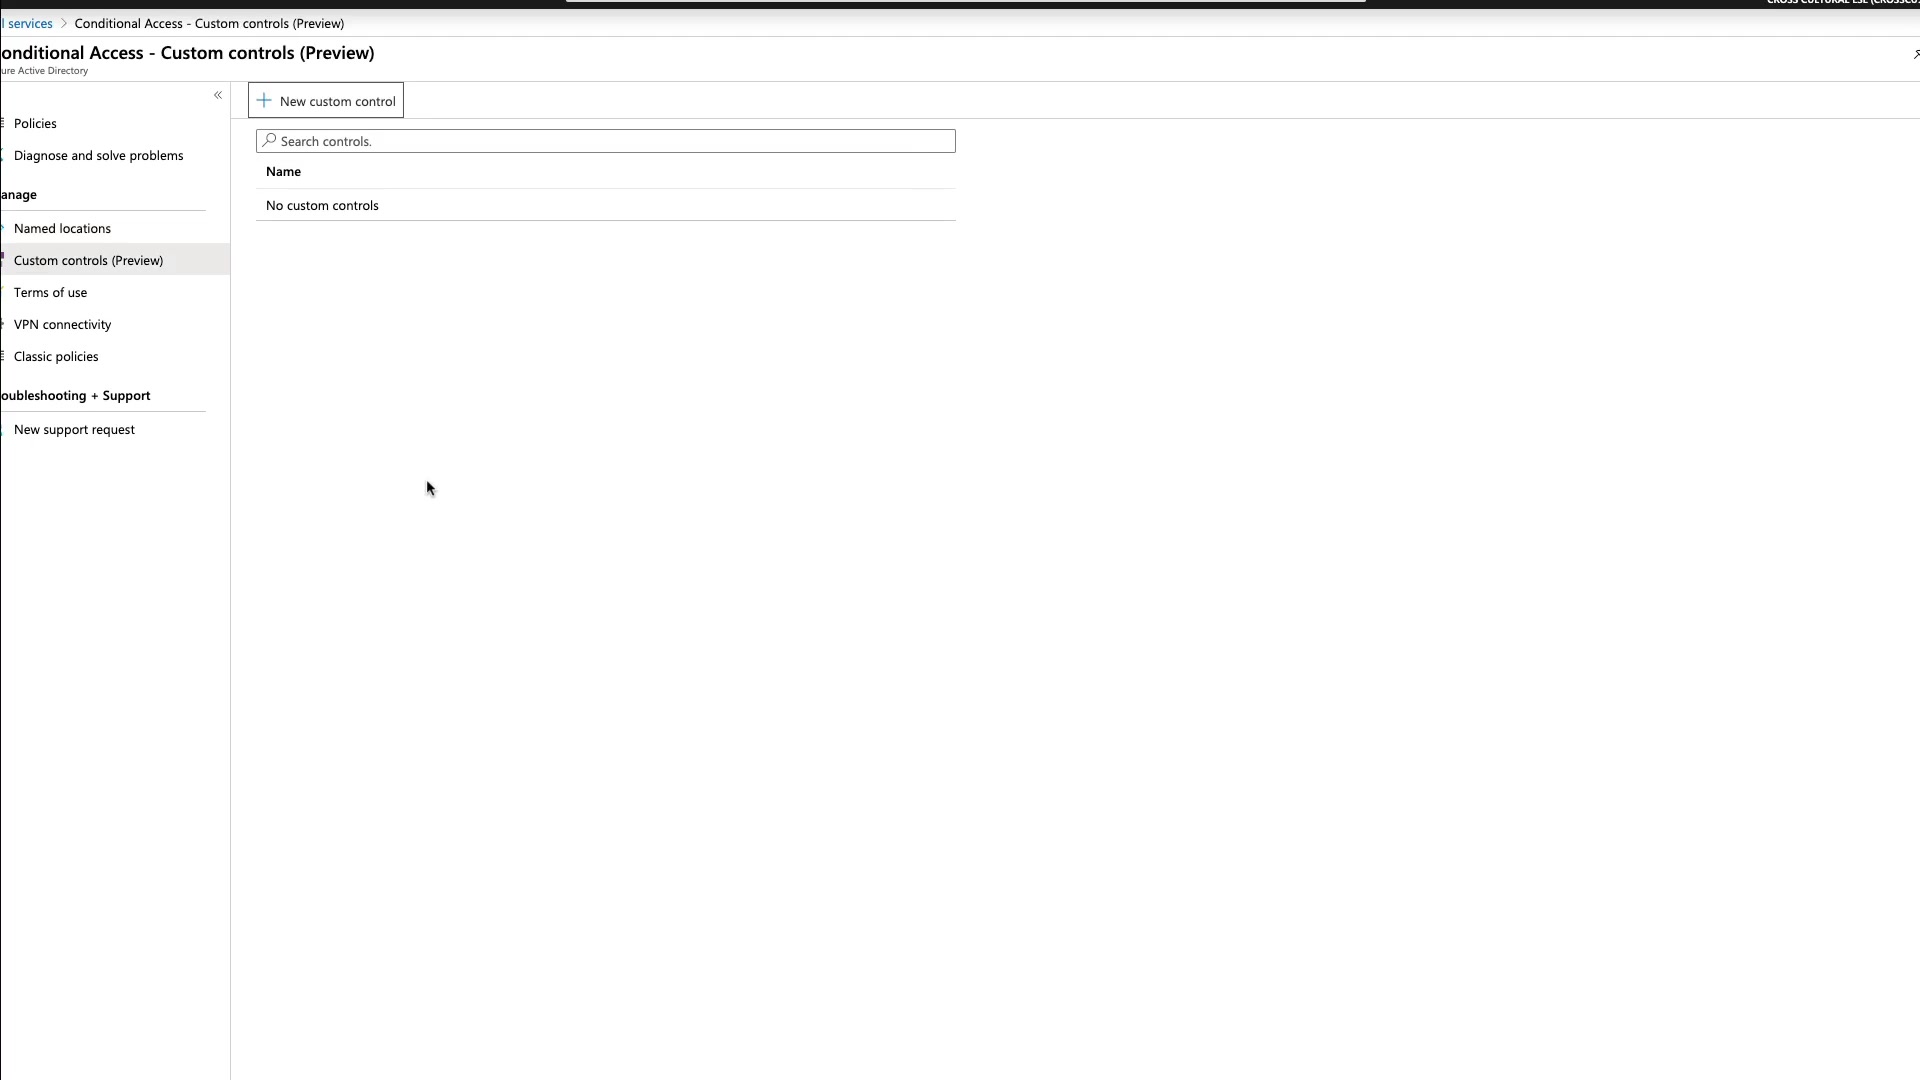 l services > Conditional Access - Custom controls (Preview)
onditional Access - Custom controls (Preview)
ure Active Directory
«
New custom control
Policies
Diagnose and solve problems
anage
Named locations
Custom controls (Preview)
Terms of use
VPN connectivity
Classic policies
oubleshooting + Support
New support request
Search controls.
Name
No custom controls